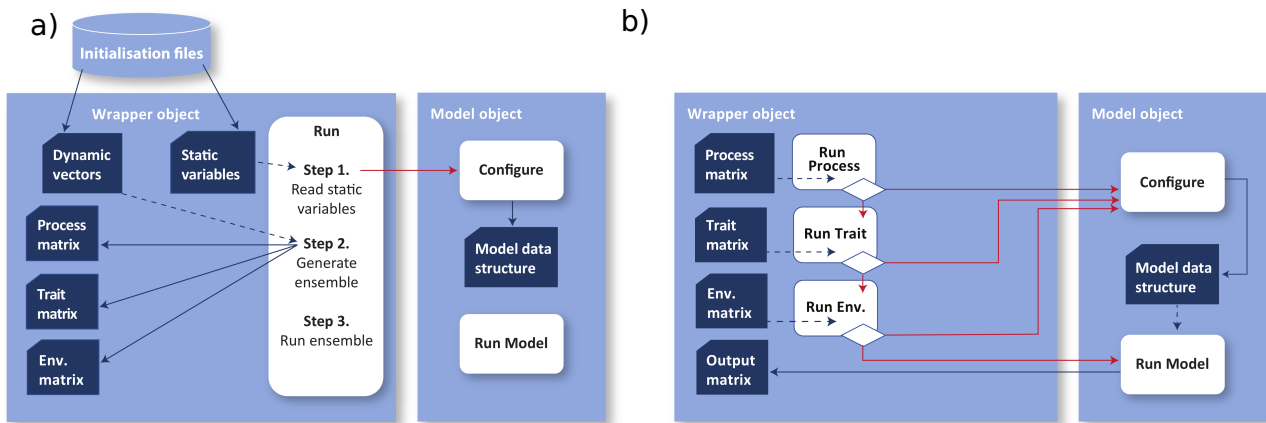 a)
Initialisation files
Wrapper object
Dynamic
vectors
Static
variables
Process
matrix
Trait
matrix
Env.
matrix
Run
Step 1.
Read static
variables
Step 2.
Generate
ensemble
Step 3.
Run ensemble
Model object
Configure
Model data
structure
Run Model
b)
Wrapper object
Process
matrix
Run
Process
Trait
matrix
Run Trait
Env.
matrix
Run Env.
Output
matrix
Model object
Configure
Model data
structure
Run Model